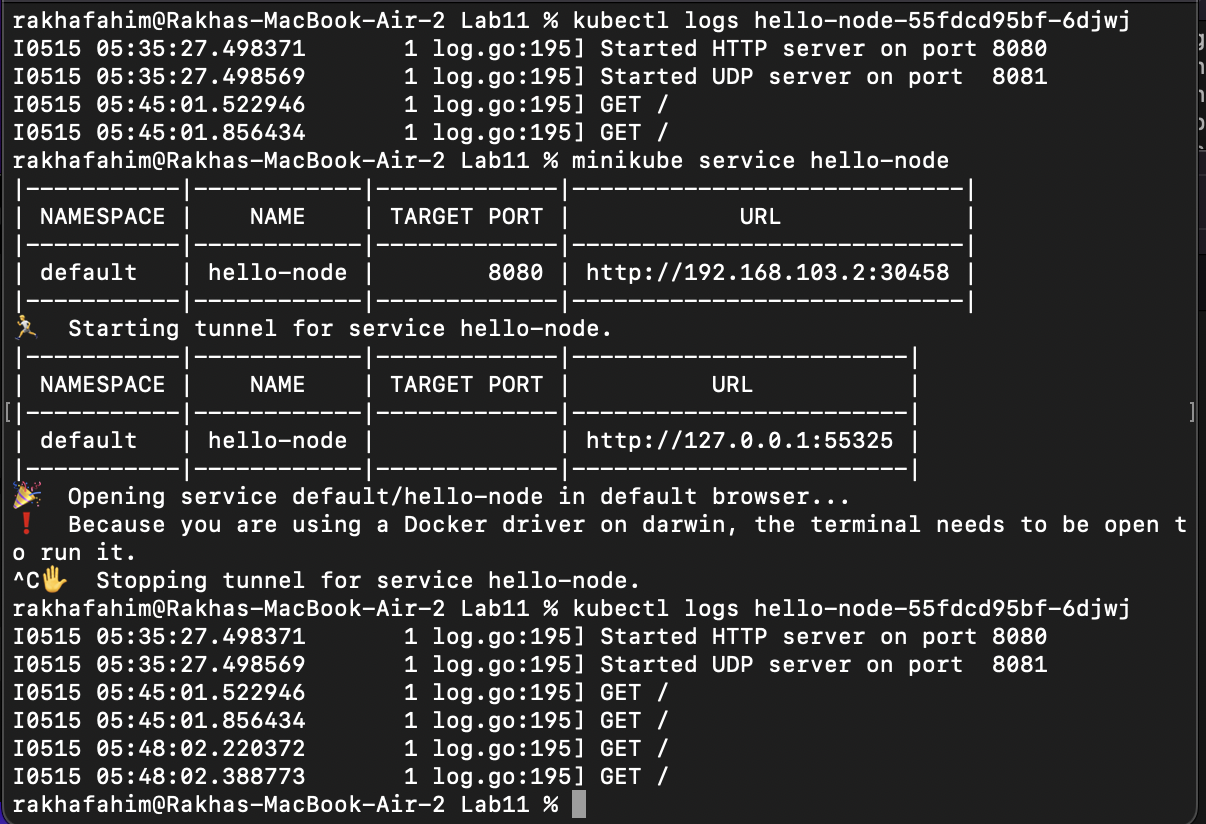 rakhafahim@Rakhas-MacBook-Air-2 Lab11 % kubectl logs hello-node-55fdcd95bf-6djwj
I0515 05:35:27.498371       1 log.go:195] Started HTTP server on port 8080
I0515 05:35:27.498569       1 log.go:195] Started UDP server on port  8081
I0515 05:45:01.522946       1 log.go:195] GET /
I0515 05:45:01.856434       1 log.go:195] GET /
rakhafahim@Rakhas-MacBook-Air-2 Lab11 % minikube service hello-node
|-----------|------------|-------------|-----------------------------|
| NAMESPACE |    NAME    | TARGET PORT |             URL             |
|-----------|------------|-------------|-----------------------------|
| default   | hello-node |        8080 | http://192.168.103.2:30458 |
|-----------|------------|-------------|-----------------------------|
🏃  Starting tunnel for service hello-node.
|-----------|------------|-------------|------------------------|
| NAMESPACE |    NAME    | TARGET PORT |          URL           |
|-----------|------------|-------------|------------------------|
| default   | hello-node |             | http://127.0.0.1:55325 |
|-----------|------------|-------------|------------------------|
🎉  Opening service default/hello-node in default browser...
❗  Because you are using a Docker driver on darwin, the terminal needs to be open t
o run it.
^C✋  Stopping tunnel for service hello-node.
rakhafahim@Rakhas-MacBook-Air-2 Lab11 % kubectl logs hello-node-55fdcd95bf-6djwj
I0515 05:35:27.498371       1 log.go:195] Started HTTP server on port 8080
I0515 05:35:27.498569       1 log.go:195] Started UDP server on port  8081
I0515 05:45:01.522946       1 log.go:195] GET /
I0515 05:45:01.856434       1 log.go:195] GET /
I0515 05:48:02.220372       1 log.go:195] GET /
I0515 05:48:02.388773       1 log.go:195] GET /
rakhafahim@Rakhas-MacBook-Air-2 Lab11 %